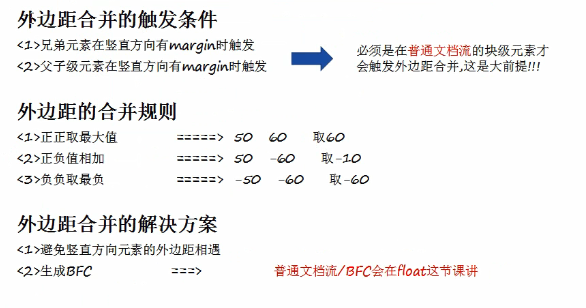 外边距合并的触发条件
<1>兄弟元素在竖直方向有margin时触发
<2>父子级元素在竖直方向有margin时触发
必须是在普通文档流的块级元素才
会触发外边距合并,这是大前提!!!
外边距的合并规则
<1>正正取最大值 =====> 50 60 取60
<2>正负值相加 =====> 50 -60 取-10
<3>负负取最负 =====> -50 -60 取-60
外边距合并的解决方案
<1>避免竖直方向元素的外边距相遇
<2>生成BFC ===> 普通文档流/BFC会在float这节课讲